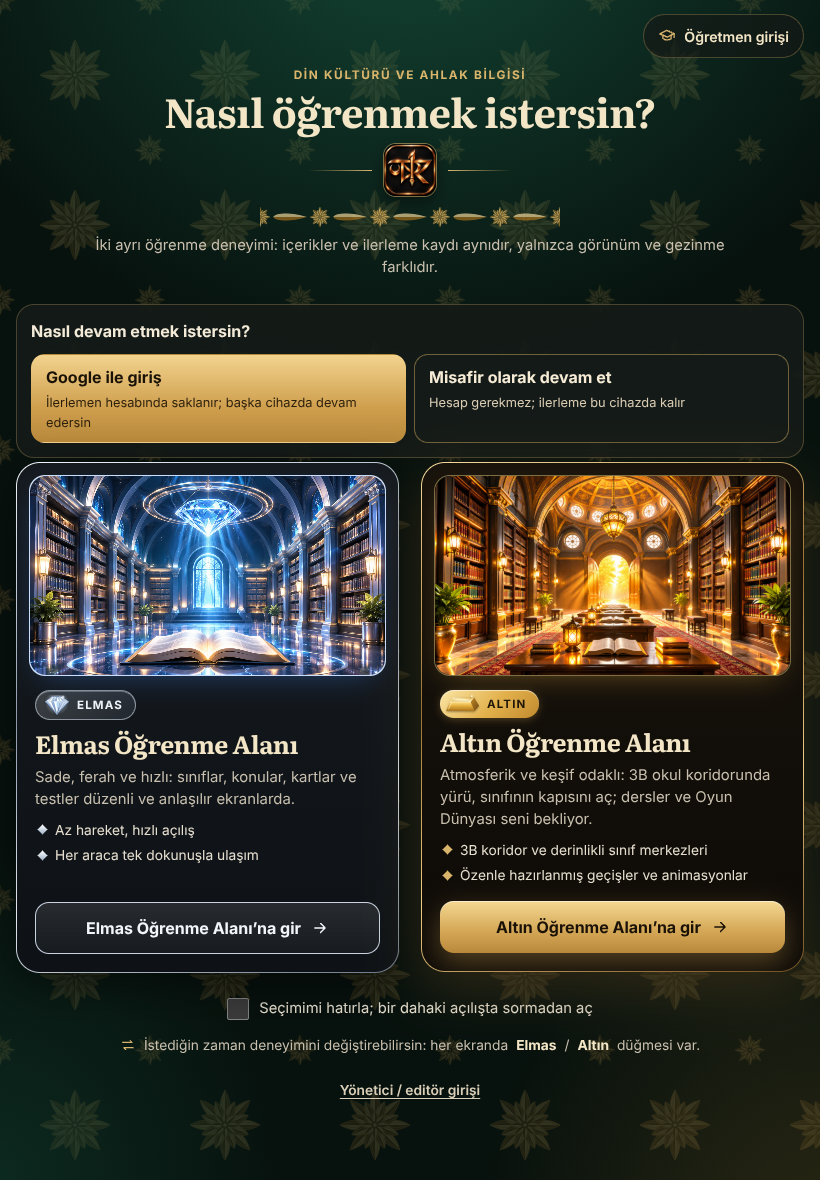 Öğretmen girişi
DİN KÜLTÜRÜ VE AHLAK BİLGİSİ
Nasıl öğrenmek istersin?
İki ayrı öğrenme deneyimi: içerikler ve ilerleme kaydı aynıdır, yalnızca görünüm ve gezinme
farklıdır.
Nasıl devam etmek istersin?
Google ile giriş
İlerlemen hesabında saklanır; başka cihazda devam
edersin
Misafir olarak devam et
Hesap gerekmez; ilerleme bu cihazda kalır
ELMAS
Elmas Öğrenme Alanı
Sade, ferah ve hızlı: sınıflar, konular, kartlar ve
testler düzenli ve anlaşılır ekranlarda.
Az hareket, hızlı açılış
Her araca tek dokunuşla ulaşım
Elmas Öğrenme Alanı’na gir →
ALTIN
Altın Öğrenme Alanı
Atmosferik ve keşif odaklı: 3B okul koridorunda
yürü, sınıfının kapısını aç; dersler ve Oyun
Dünyası seni bekliyor.
3B koridor ve derinlikli sınıf merkezleri
Özenle hazırlanmış geçişler ve animasyonlar
Altın Öğrenme Alanı’na gir →
Seçimimi hatırla; bir dahaki açılışta sormadan aç
İstediğin zaman deneyimini değiştirebilirsin: her ekranda Elmas / Altın düğmesi var.
Yönetici / editör girişi